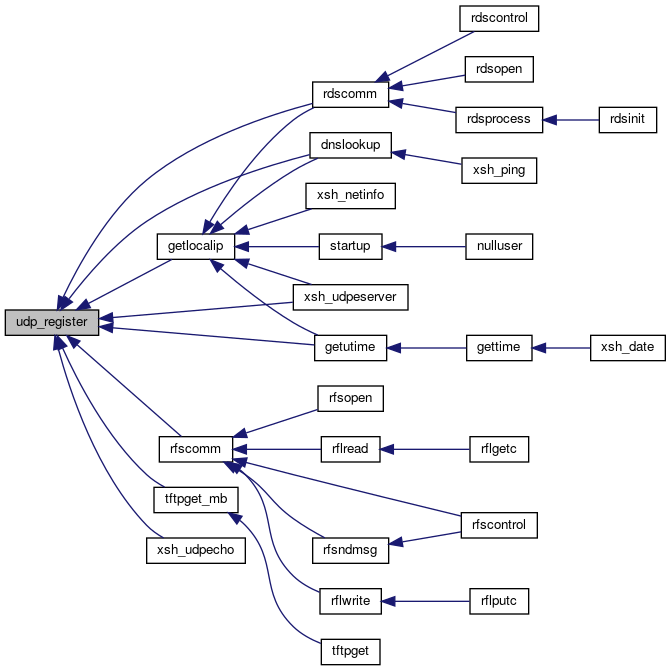 rdscontrol
rdsopen
rdscomm
rdsprocess
rdsinit
dnslookup
xsh_ping
xsh_netinfo
getlocalip
startup
nulluser
xsh_udpeserver
udp_register
getutime
gettime
xsh_date
rfsopen
rfscomm
rflread
rflgetc
tftpget_mb
rfscontrol
xsh_udpecho
rfsndmsg
rflwrite
rflputc
tftpget